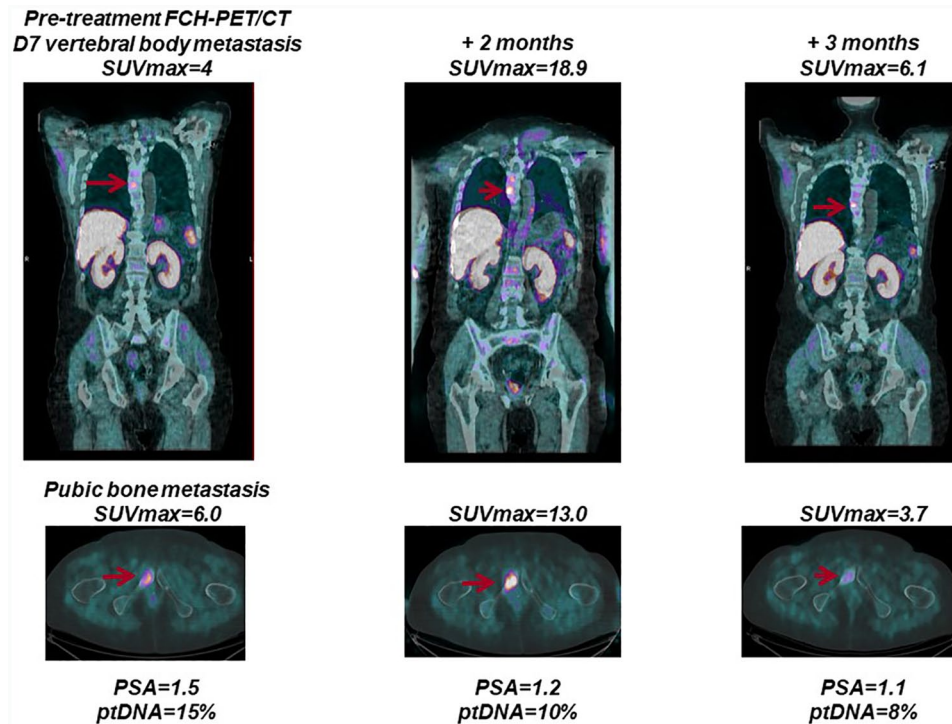 Pre-treatment FCH-PET/CT
D7 vertebral body metastasis
SUVmax=4
+ 2 months
SUVmax=18.9
+ 3 months
SUVmax=6.1
R
L
R
Pubic bone metastasis
SUVmax=6.0
SUVmax=13.0
SUVmax=3.7
PSA=1.5
ptDNA=15%
PSA=1.2
ptDNA=10%
PSA=1.1
ptDNA=8%